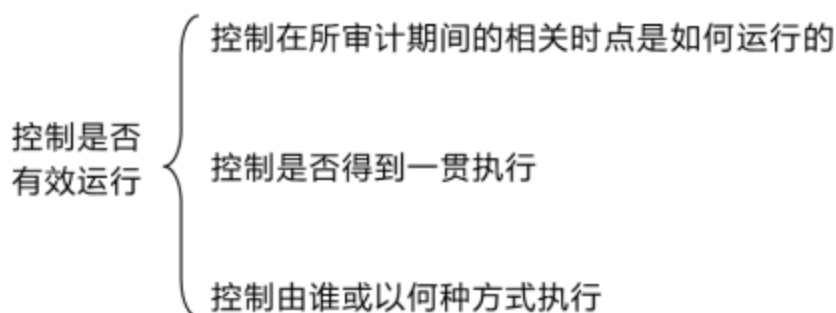 控制在所审计期间的相关时点是如何运行的
控制是否
有效运行
控制是否得到一贯执行
控制由谁或以何种方式执行